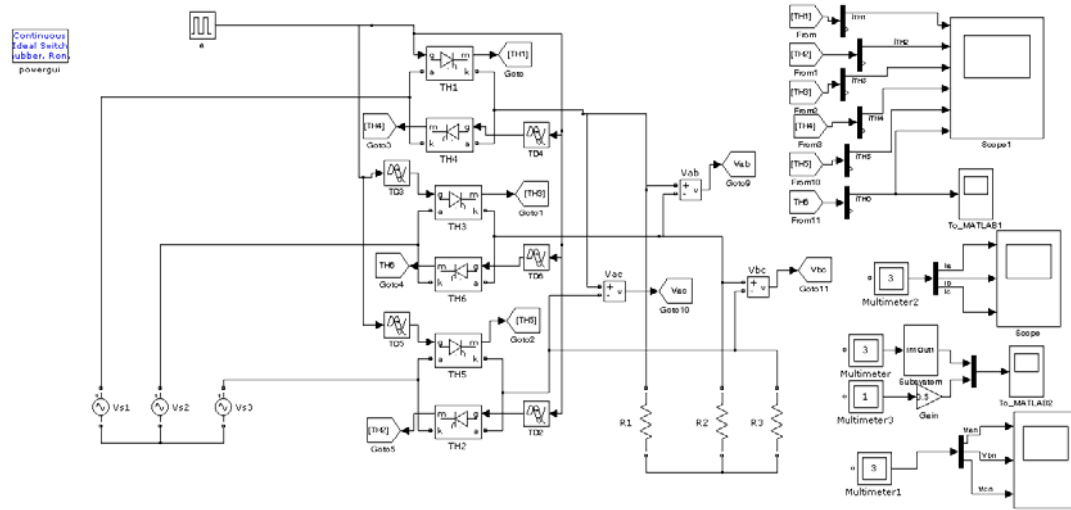 Continuous
Ideal Switch
ubber, Ron,
powergui
a
g
m
a
k
TH1
[TH1]
Goto
[TH4]
Goto3
m
g
k
a
TH4
TD4
TD3
g
m
a
k
TH3
[TH3]
Goto1
TH6
Goto4
m
g
k
a
TH6
TD6
TD5
g
m
a
k
TH5
[TH5]
Goto2
[TH2]
Goto5
m
g
k
a
TH2
TD2
Vs1
Vs2
Vs3
Vab
+
-
v
Vab
Goto9
Vac
+
-
v
Vac
Goto10
Vbc
+
-
v
Vbc
Goto11
R1
R2
R3
[TH1]
From
iTH1
[TH2]
From1
iTH2
[TH3]
From2
iTH3
[TH4]
From3
iTH4
[TH5]
From10
iTH5
TH6
From11
Scope1
To_MATLAB1
3
Multimeter2
Ia
Ib
Ic
Scope
3
Multimeter
Subsystem
1
Multimeter3
0.5
Gain
To_MATLAB2
3
Multimeter1
Van
Vbn
Vcn